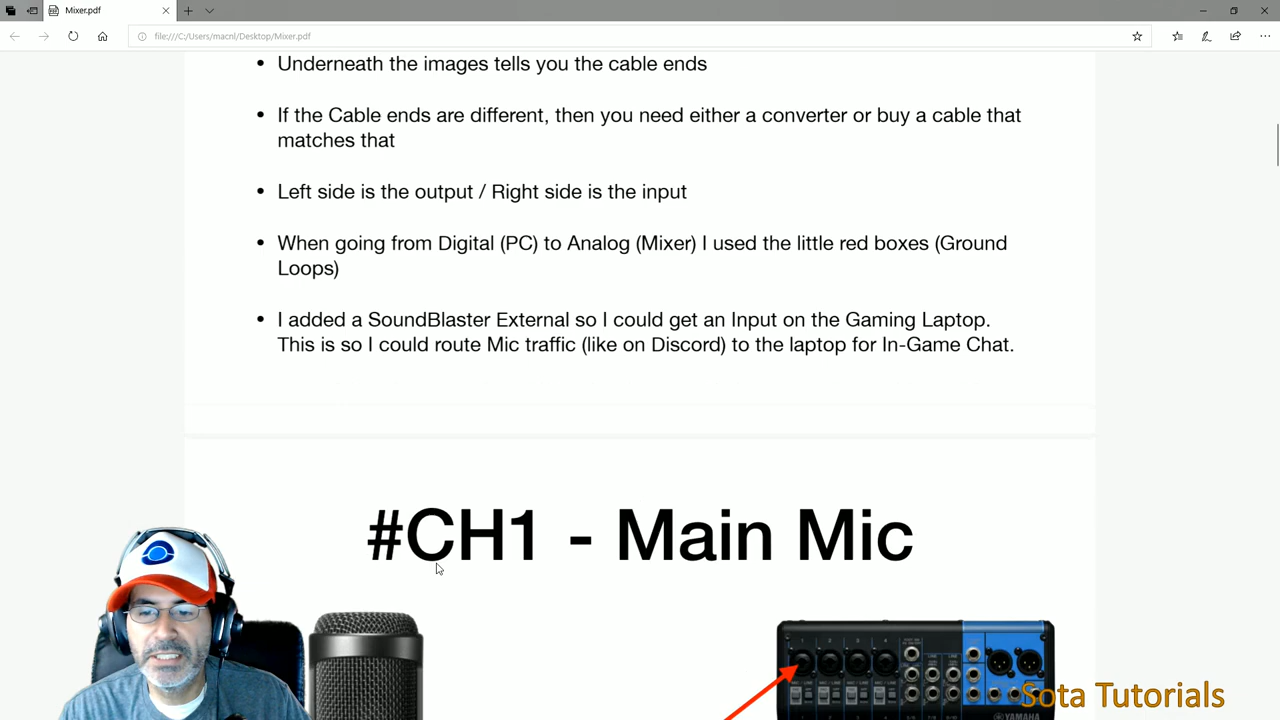 Mixer.pdf
file:///C:/Users/macnl/Desktop/Mixer.pdf
• Underneath the images tells you the cable ends
• If the Cable ends are different, then you need either a converter or buy a cable that
matches that
• Left side is the output / Right side is the input
• When going from Digital (PC) to Analog (Mixer) I used the little red boxes (Ground
Loops)
• I added a SoundBlaster External so I could get an Input on the Gaming Laptop.
This is so I could route Mic traffic (like on Discord) to the laptop for In-Game Chat.
#CH1 - Main Mic
1 2 3 4
YAMAHA
Sota Tutorials